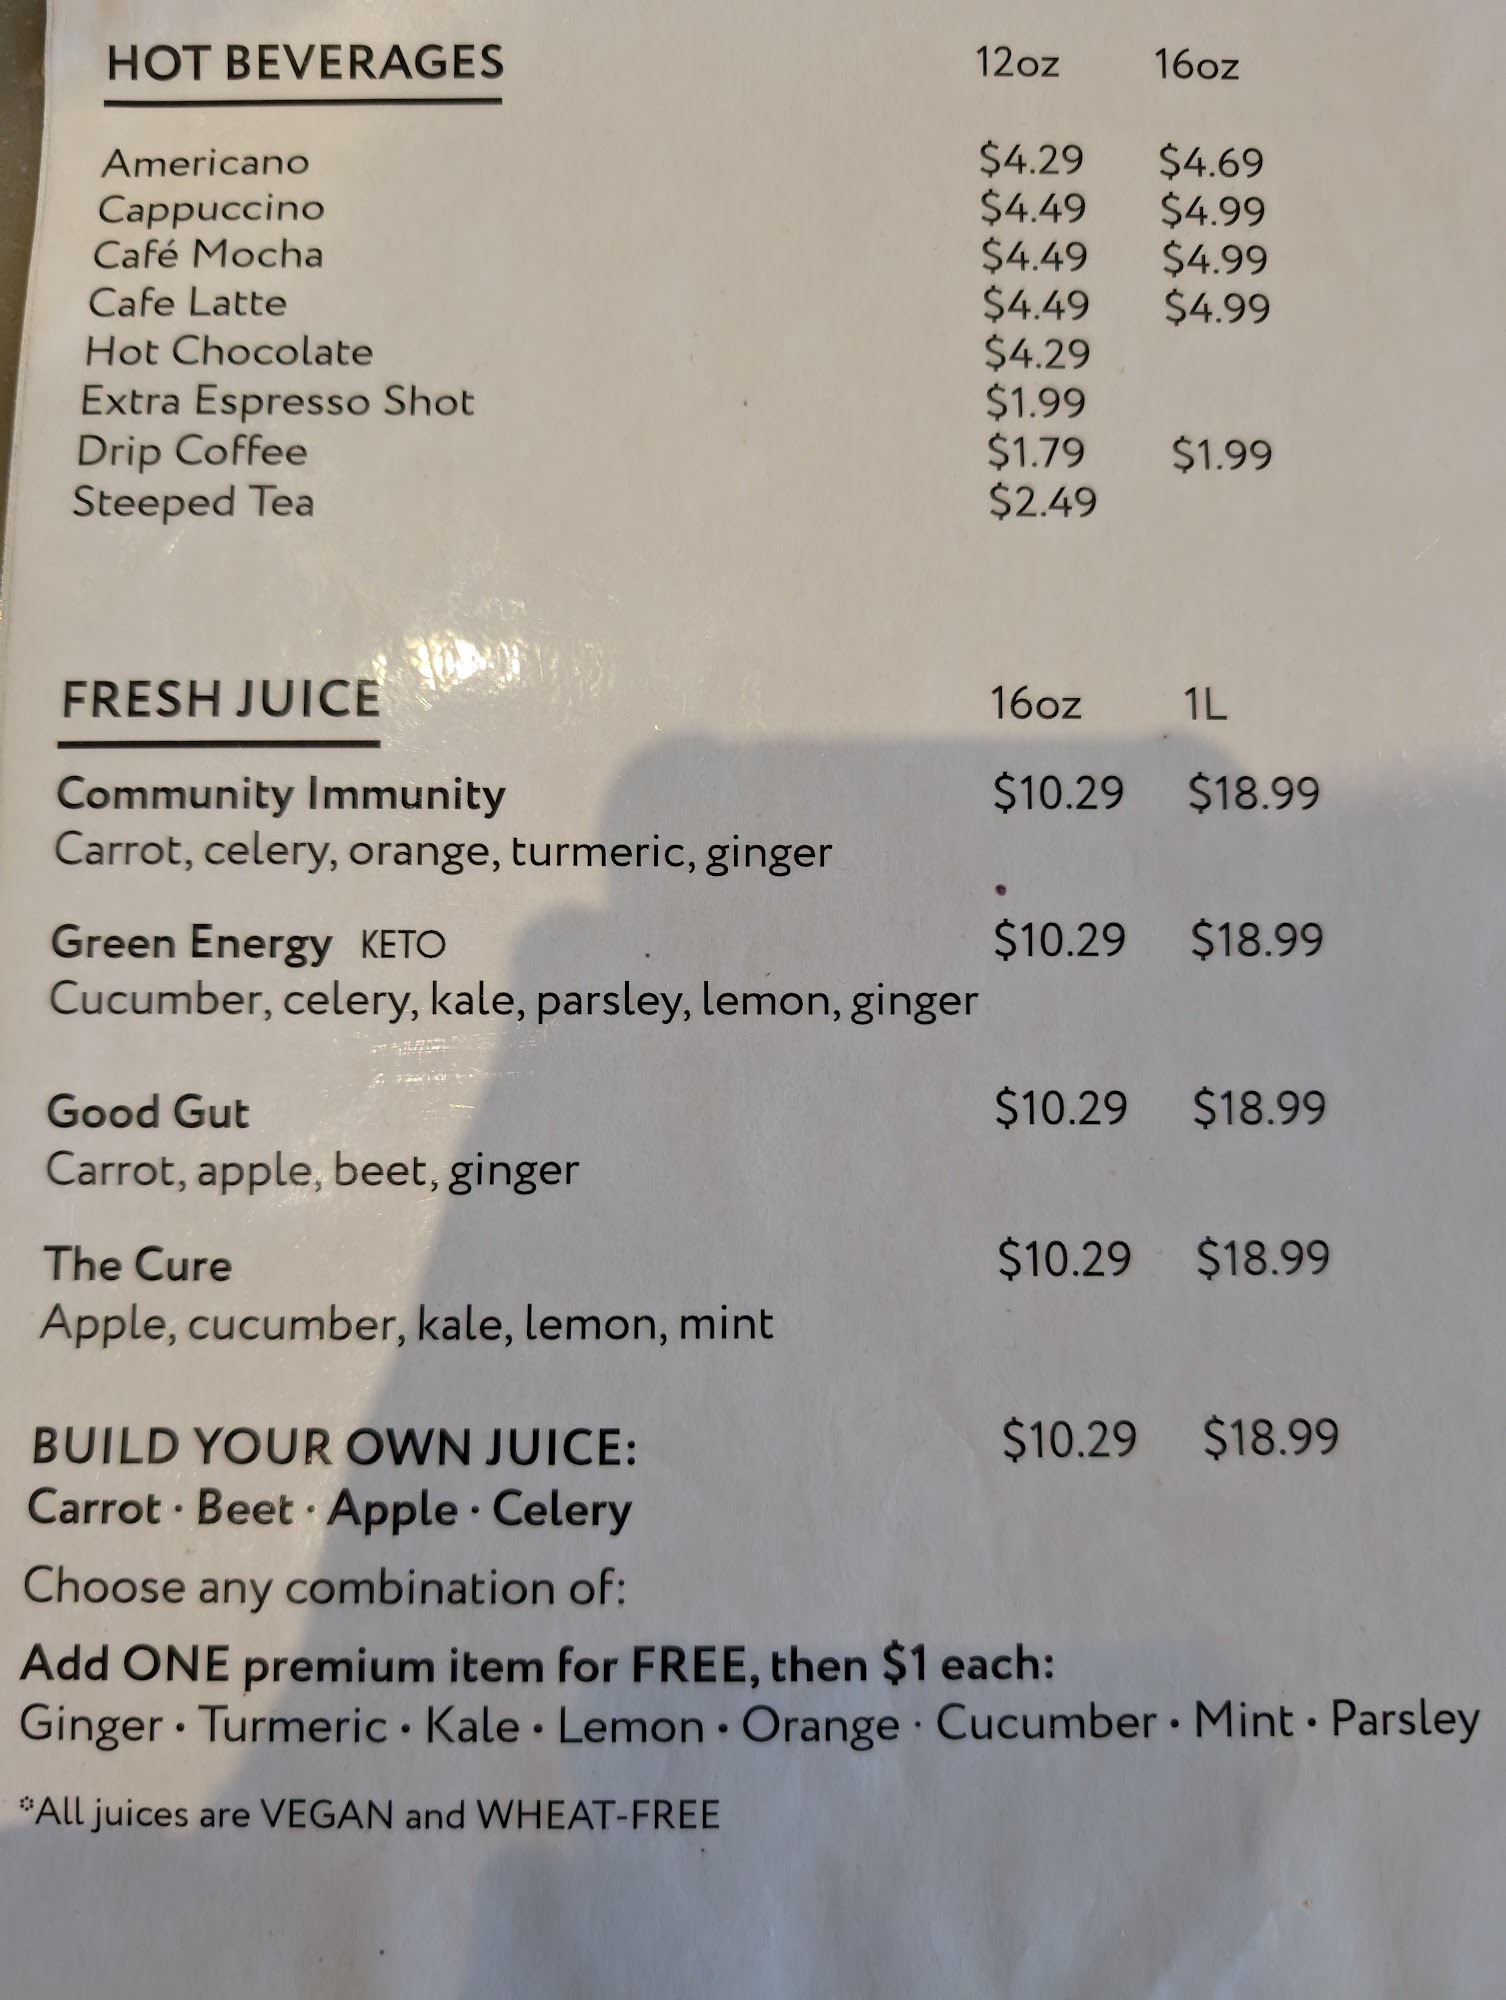 HOT BEVERAGES 12oz 16oz
Americano $4.29 $4.69
Cappuccino $4.49 $4.99
Café Mocha $4.49 $4.99
Cafe Latte $4.49 $4.99
Hot Chocolate $4.29
Extra Espresso Shot $1.99
Drip Coffee $1.79 $1.99
Steeped Tea $2.49
FRESH JUICE 16oz 1L
Community Immunity $10.29 $18.99
Carrot, celery, orange, turmeric, ginger
Green Energy KETO $10.29 $18.99
Cucumber, celery, kale, parsley, lemon, ginger
Good Gut $10.29 $18.99
Carrot, apple, beet, ginger
The Cure $10.29 $18.99
Apple, cucumber, kale, lemon, mint
BUILD YOUR OWN JUICE: $10.29 $18.99
Carrot · Beet · Apple · Celery
Choose any combination of:
Add ONE premium item for FREE, then $1 each:
Ginger · Turmeric · Kale · Lemon · Orange · Cucumber · Mint · Parsley
*All juices are VEGAN and WHEAT-FREE